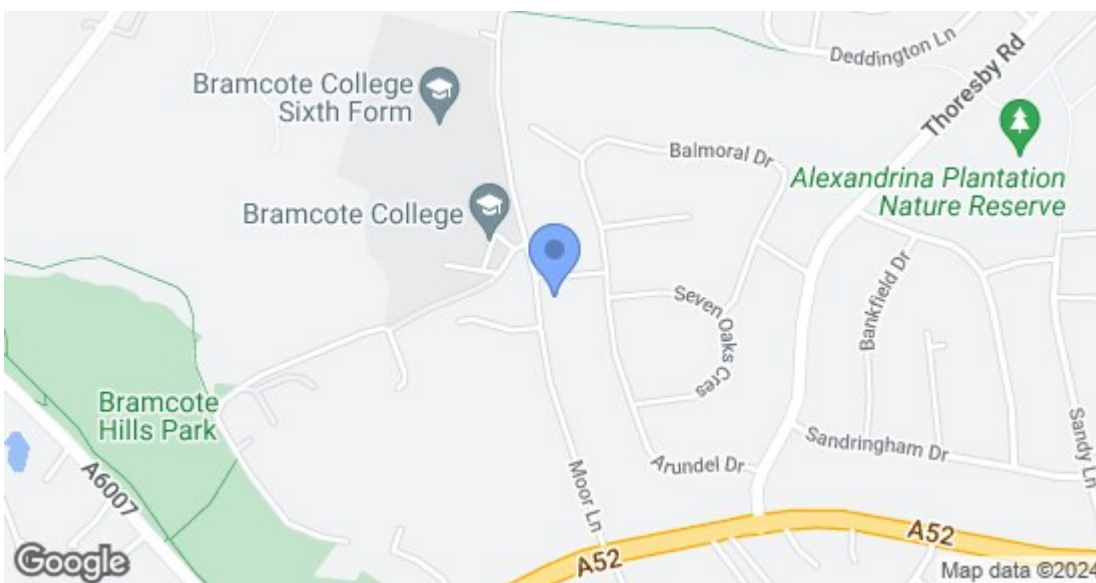 Deddington Ln
Thoresby Rd
Bramcote College
Sixth Form
Balmoral Dr
Alexandrina Plantation
Nature Reserve
Bramcote College
Seven Oaks Cres
Bankfield Dr
Bramcote
Hills Park
Sandy Ln
Sandringham Dr
Arundel Dr
Moor Ln
A6007
A52
A52
Google
Map data ©2024